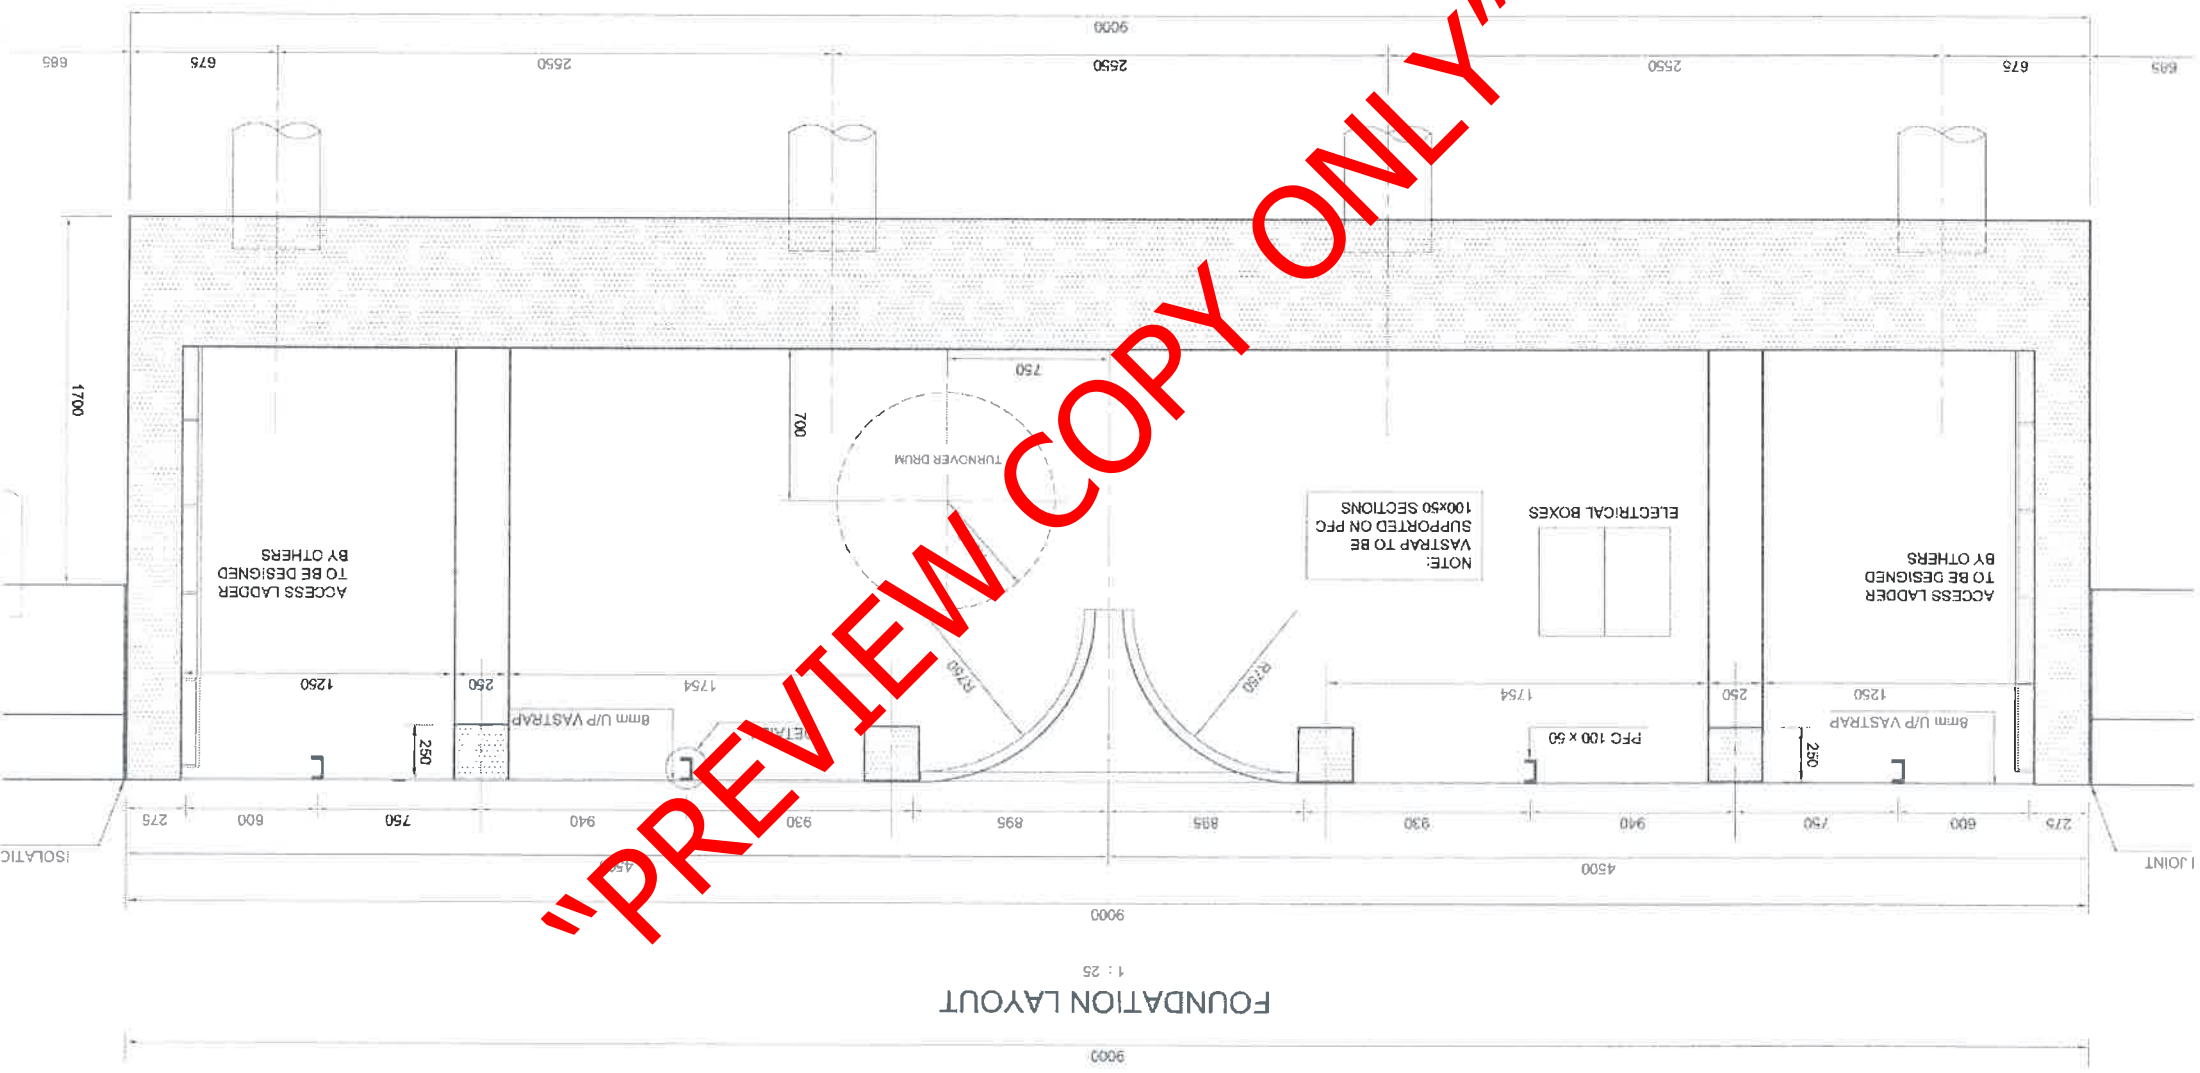 9000
685
675
2550
2550
2550
675
685
1700
750
700
TURNOVER DRUM
NOTE:
VASTRAP TO BE
SUPPORTED ON PFC
100x50 SECTIONS
ELECTRICAL BOXES
ACCESS LADDER
TO BE DESIGNED
BY OTHERS
ACCESS LADDER
TO BE DESIGNED
BY OTHERS
R750
R750
1250
250
1754
1754
250
1250
8mm U/P VASTRAP
8mm U/P VASTRAP
PFC 100 x 50
250
250
275
600
750
940
930
895
895
930
940
750
600
275
JOINT
4500
9000
1 : 25
FOUNDATION LAYOUT
9000
"PREVIEW COPY ONLY"